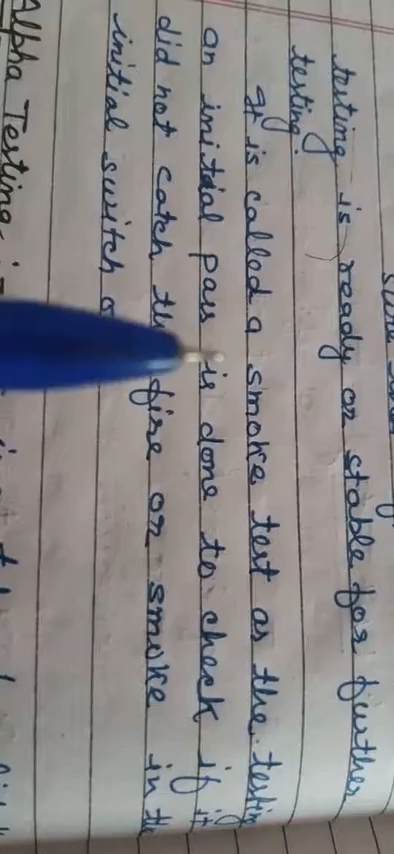 testing is ready or stable for further
testing.
It is called a smoke test as the testing
an initial pass is done to check if it
did not catch the fire or smoke in the
initial switch
Alpha Testing :